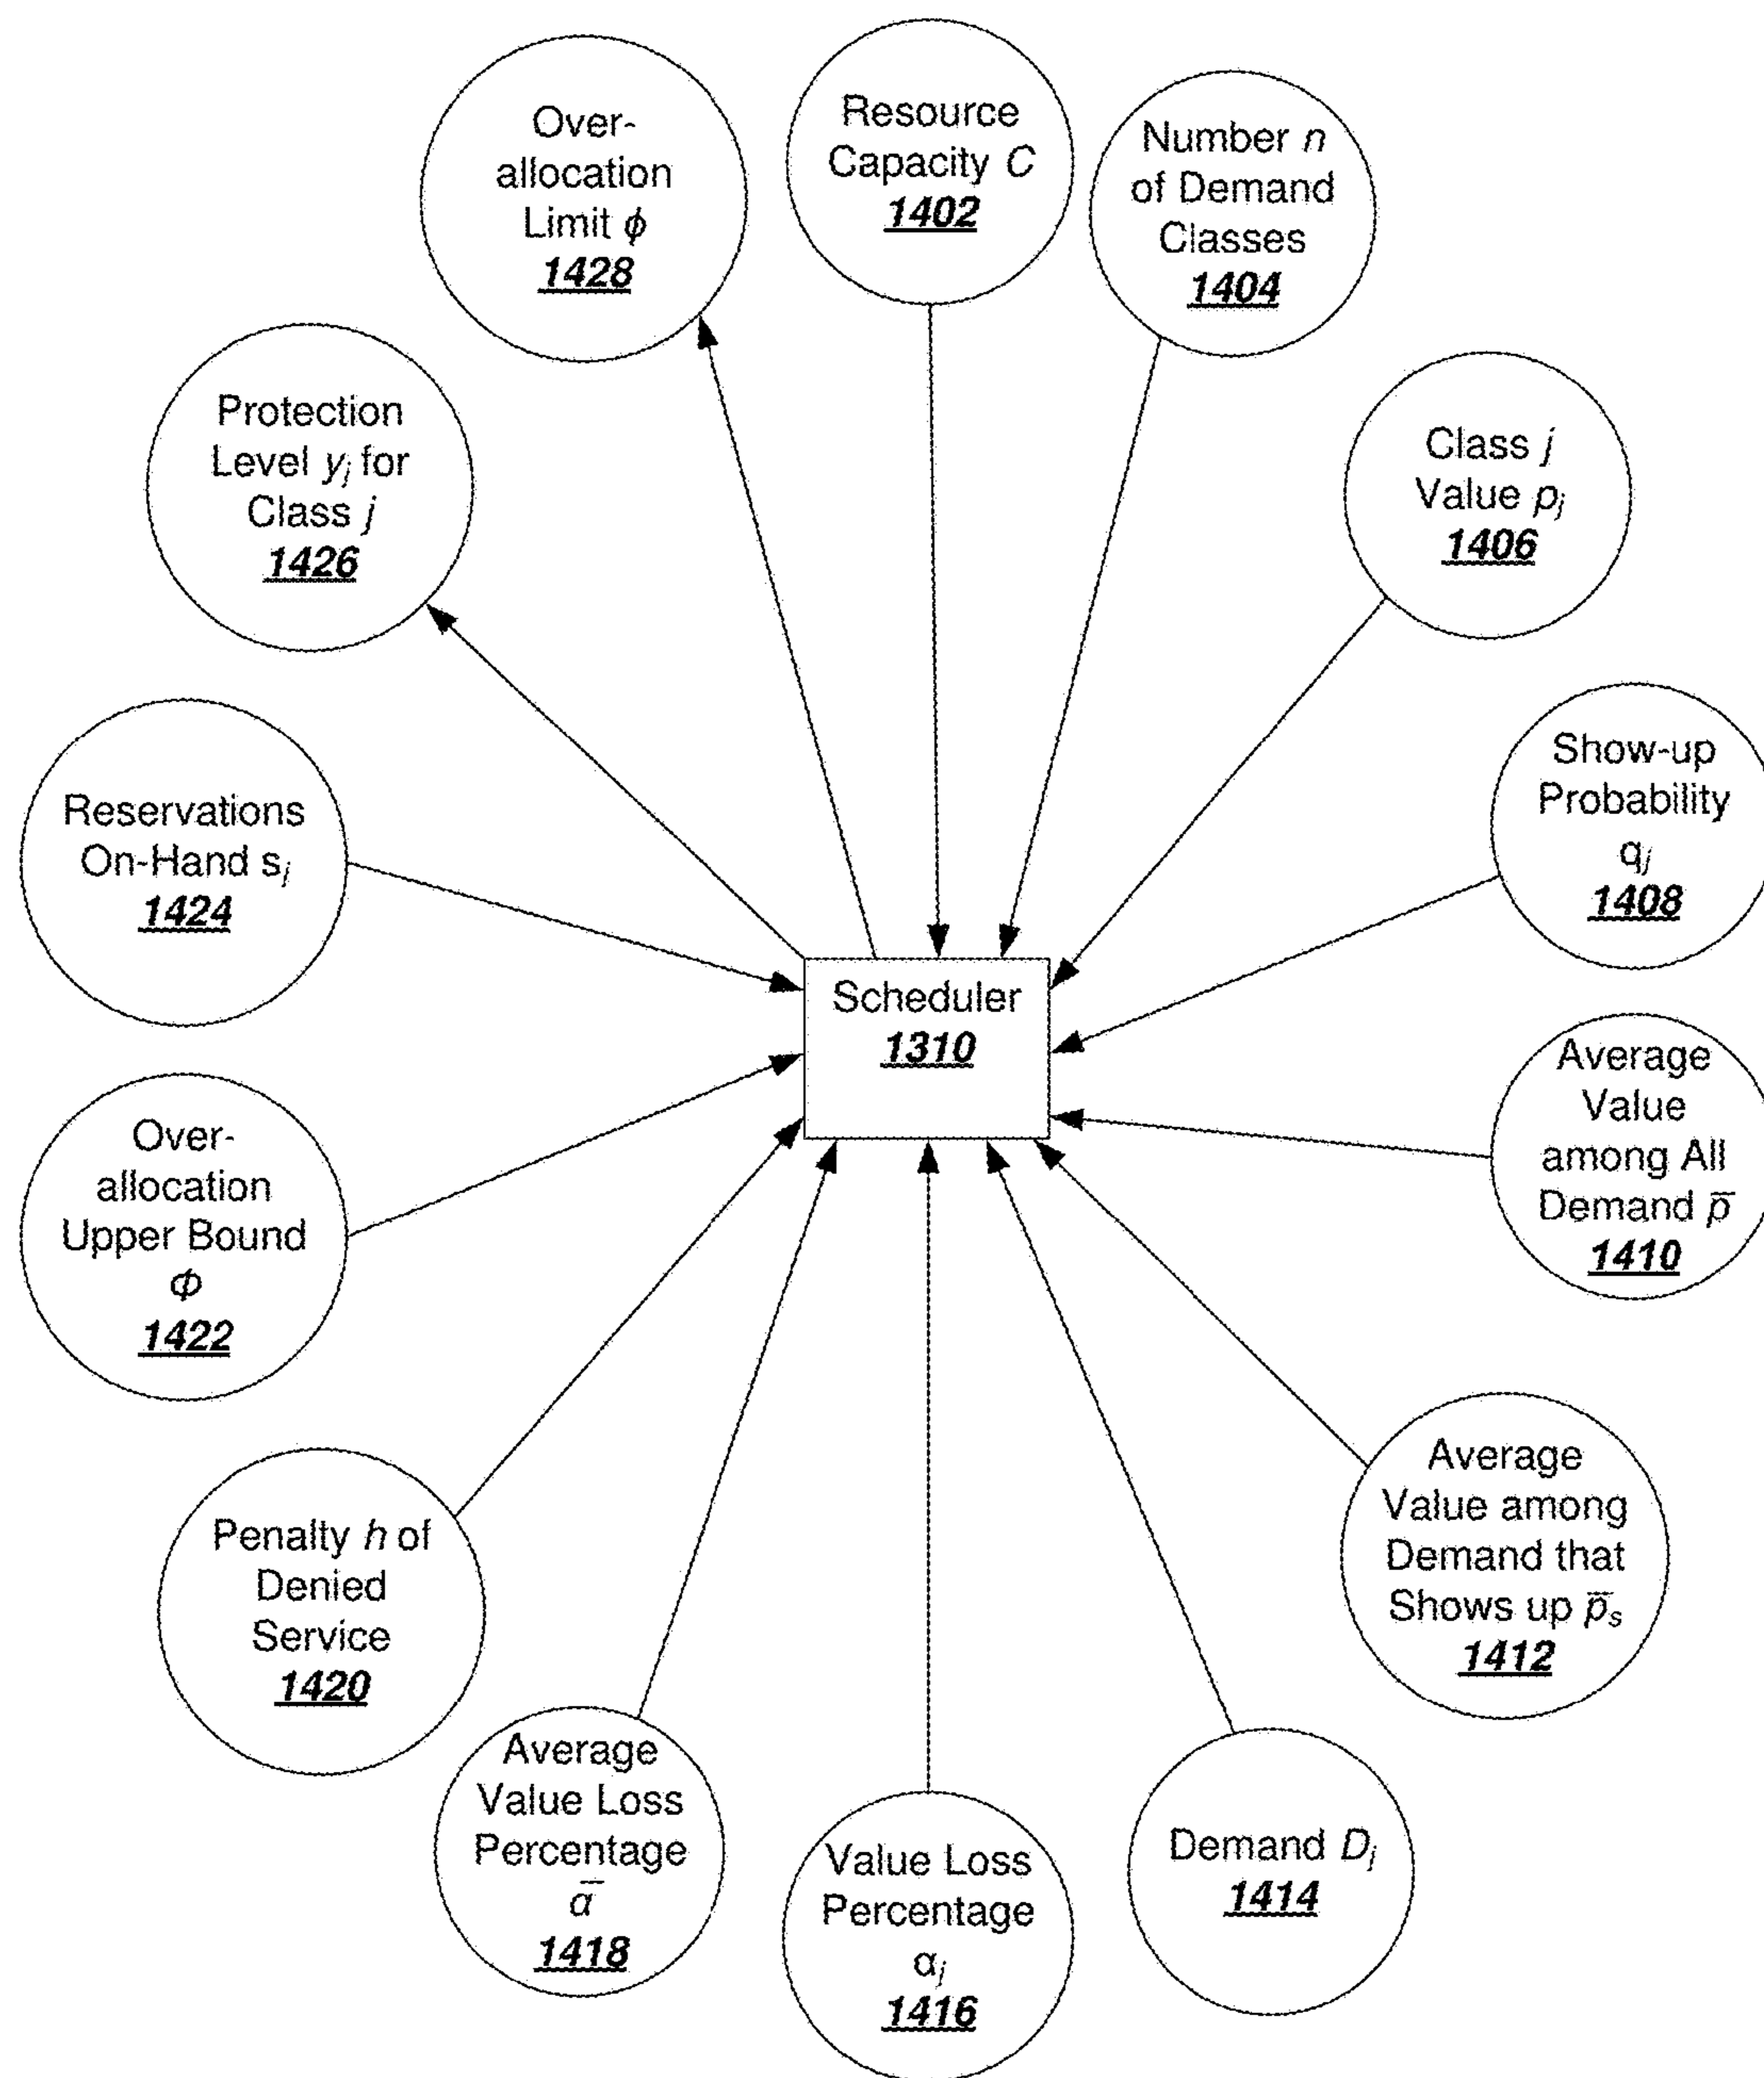 Over-
allocation
Limit ϕ
1428
Resource
Capacity C
1402
Number n
of Demand
Classes
1404
Protection
Level yj for
Class j
1426
Class j
Value pj
1406
Show-up
Probability
qj
1408
Reservations
On-Hand sj
1424
Scheduler
1310
Average
Value
among All
Demand p̅
1410
Over-
allocation
Upper Bound
Φ
1422
Average
Value among
Demand that
Shows up p̅s
1412
Penalty h of
Denied
Service
1420
Average
Value Loss
Percentage
α̅
1418
Value Loss
Percentage
αj
1416
Demand Dj
1414